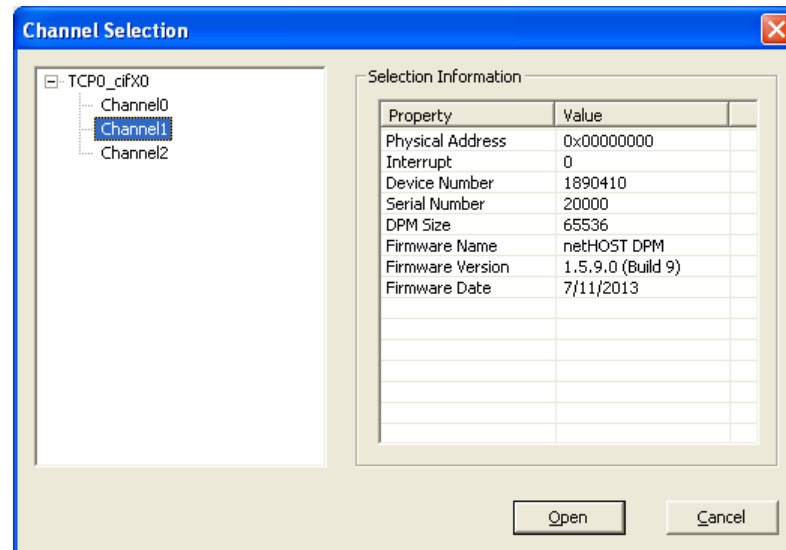 Channel Selection
TCP0_cifX0
Channel0
Channel1
Channel2
Selection Information
Property Value
Physical Address 0x00000000
Interrupt 0
Device Number 1890410
Serial Number 20000
DPM Size 65536
Firmware Name netHOST DPM
Firmware Version 1.5.9.0 (Build 9)
Firmware Date 7/11/2013
Open Cancel